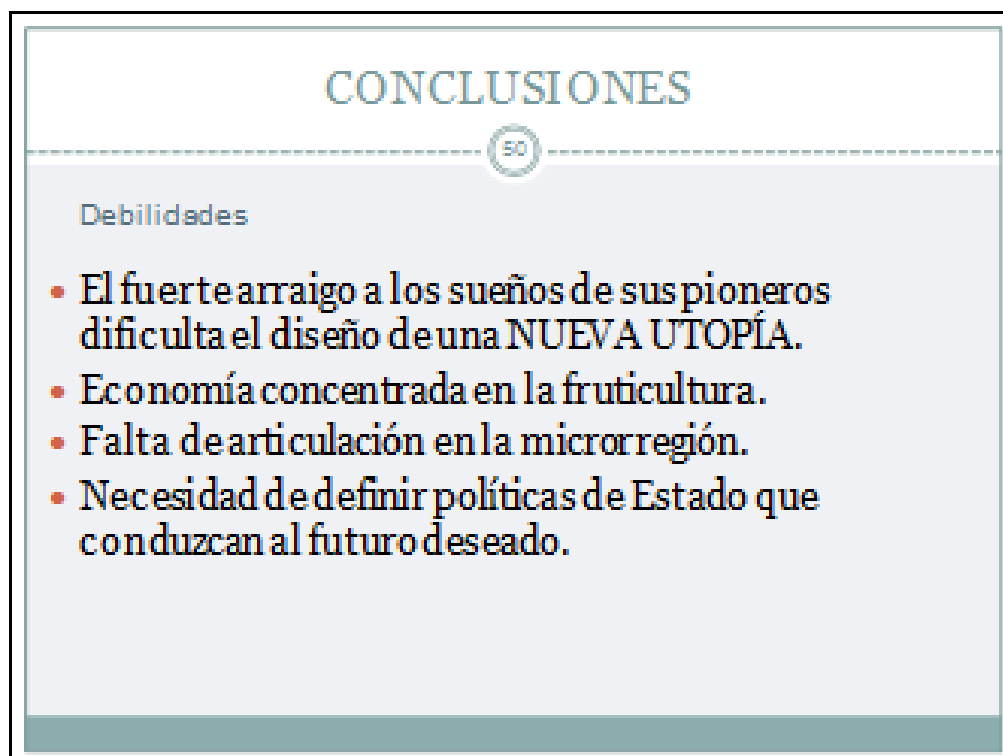 CONCLUSIONES
50
Debilidades
• El fuerte arraigo a los sueños de sus pioneros
dificulta el diseño de una NUEVA UTOPÍA.
• Economía concentrada en la fruticultura.
• Falta de articulación en la microrregión.
• Necesidad de definir políticas de Estado que
conduzcan al futuro deseado.